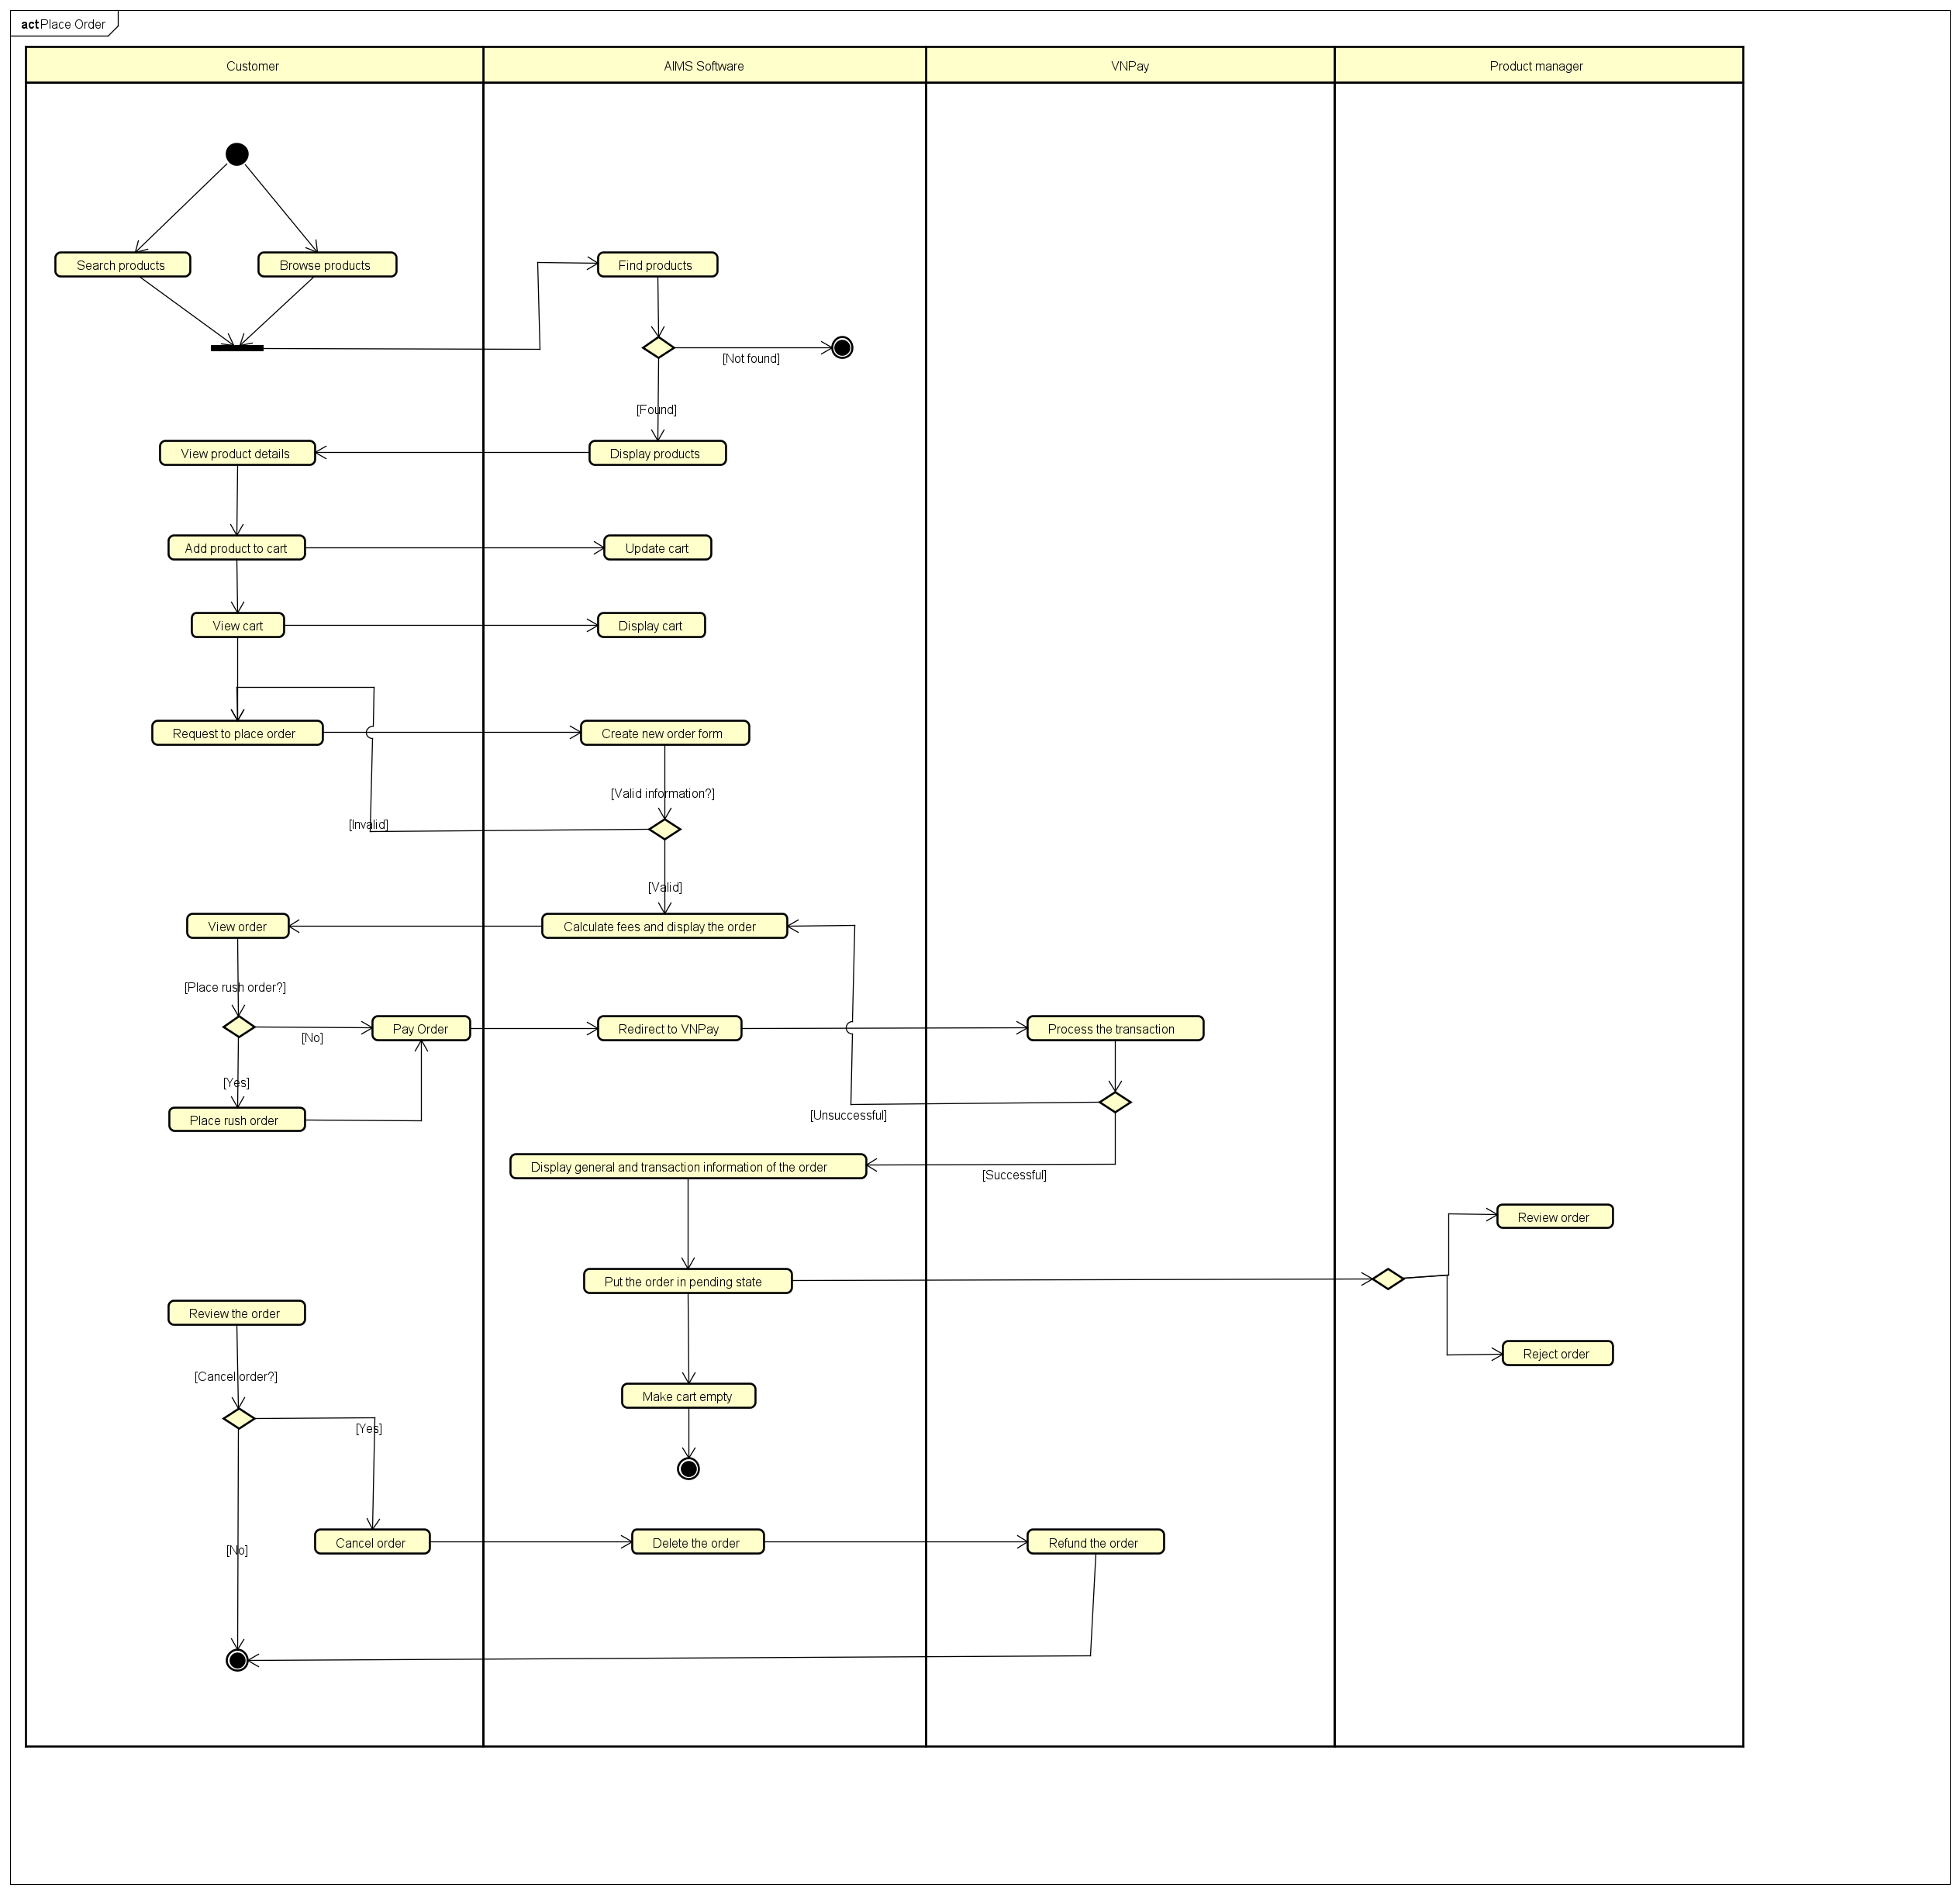 act Place Order
Customer
AIMS Software
VNPay
Product manager
Search products
Browse products
Find products
[Not found]
[Found]
View product details
Display products
Add product to cart
Update cart
View cart
Display cart
Request to place order
Create new order form
[Valid information?]
[Invalid]
[Valid]
View order
Calculate fees and display the order
[Place rush order?]
[No]
Pay Order
Redirect to VNPay
Process the transaction
[Yes]
[Unsuccessful]
Place rush order
Display general and transaction information of the order
[Successful]
Review order
Put the order in pending state
Review the order
Reject order
[Cancel order?]
Make cart empty
[Yes]
Cancel order
Delete the order
Refund the order
[No]